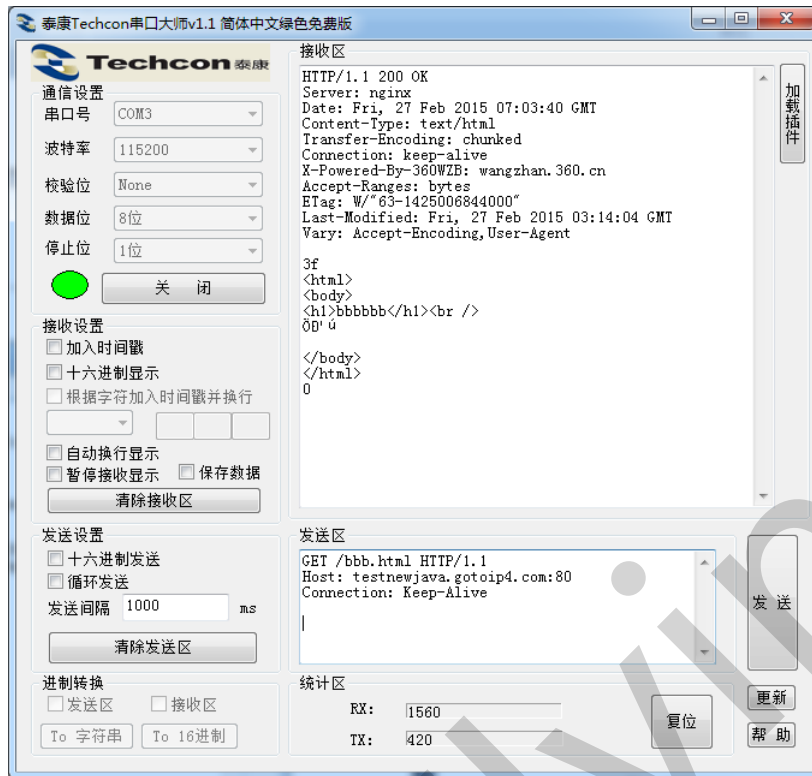 泰康Techcon串口大师v1.1 简体中文绿色免费版
Techcon 泰康
通信设置
串口号 COM3
波特率 115200
校验位 None
数据位 8位
停止位 1位
关 闭
接收设置
加入时间戳
十六进制显示
根据字符加入时间戳并换行
自动换行显示
暂停接收显示 保存数据
清除接收区
发送设置
十六进制发送
循环发送
发送间隔 1000 ms
清除发送区
进制转换
发送区 接收区
To 字符串 To 16进制
接收区
HTTP/1.1 200 OK
Server: nginx
Date: Fri, 27 Feb 2015 07:03:40 GMT
Content-Type: text/html
Transfer-Encoding: chunked
Connection: keep-alive
X-Powered-By-360WZB: wangzhan.360.cn
Accept-Ranges: bytes
ETag: W/"63-1425006844000"
Last-Modified: Fri, 27 Feb 2015 03:14:04 GMT
Vary: Accept-Encoding,User-Agent
3f
<html>
<body>
<h1>bbbbbb</h1><br />
ÖÐ'ú
</body>
</html>
0
加载插件
发送区
GET /bbb.html HTTP/1.1
Host: testnewjava.gotoip4.com:80
Connection: Keep-Alive
发 送
统计区
RX: 1560
TX: 420
复位
更新
帮 助